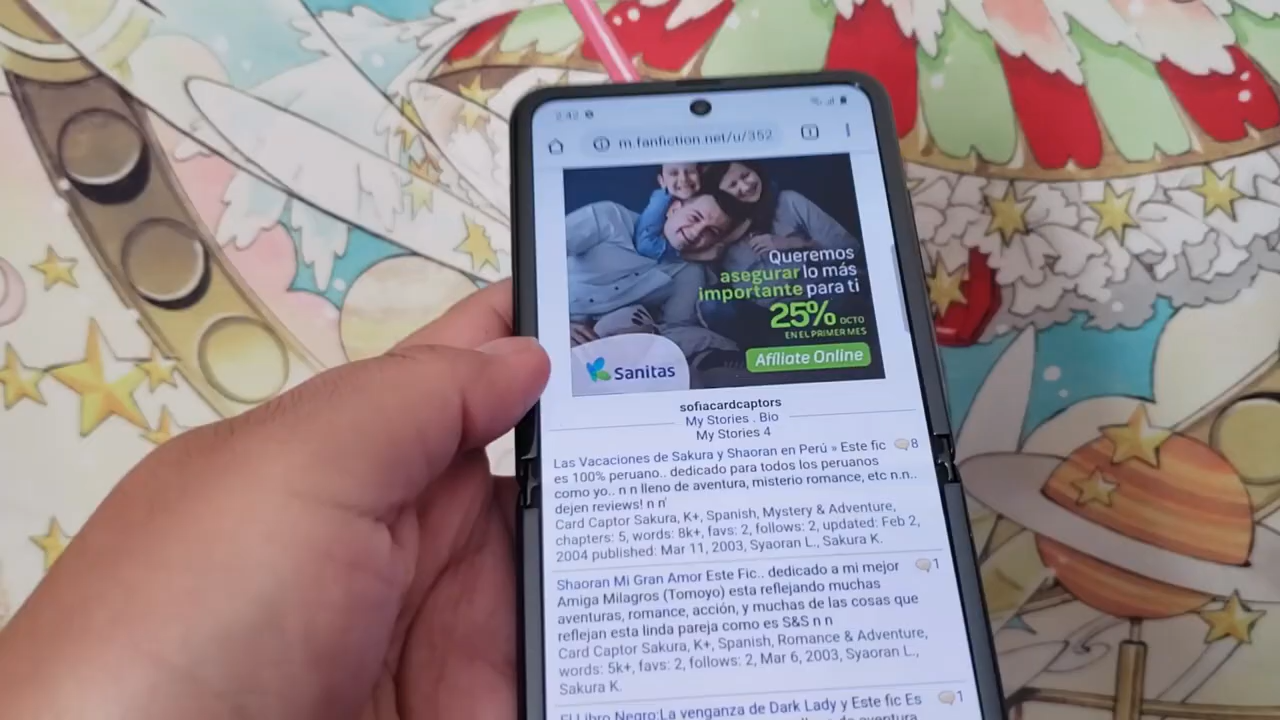 2:42
m.fanfiction.net/u/352
Queremos
asegurar lo más
importante para ti
25% DCTO
EN EL PRIMER MES
Afíliate Online
Sanitas
sofiacardcaptors
My Stories . Bio
My Stories 4
Las Vacaciones de Sakura y Shaoran en Perú » Este fic 8
es 100% peruano.. dedicado para todos los peruanos
como yo.. n n lleno de aventura, misterio romance, etc n.n..
dejen reviews! n n'
Card Captor Sakura, K+, Spanish, Mystery & Adventure,
chapters: 5, words: 8k+, favs: 2, follows: 2, updated: Feb 2,
2004 published: Mar 11, 2003, Syaoran L., Sakura K.
Shaoran Mi Gran Amor Este Fic.. dedicado a mi mejor 1
Amiga Milagros (Tomoyo) esta reflejando muchas
aventuras, romance, acción, y muchas de las cosas que
reflejan esta linda pareja como es S&S n n
Card Captor Sakura, K+, Spanish, Romance & Adventure,
words: 5k+, favs: 2, follows: 2, Mar 6, 2003, Syaoran L.,
Sakura K.
El Libro Negro:La venganza de Dark Lady y Este fic Es 1
aventura